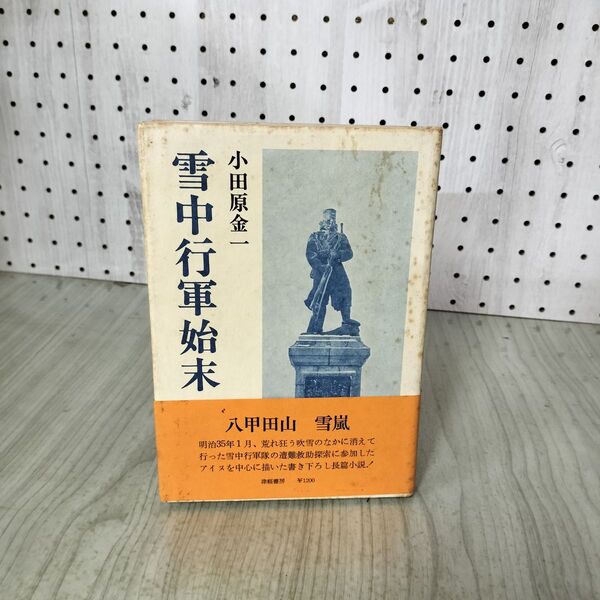 小田原金一
雪中行軍始末
八甲田山 雪嵐
明治35年1月、荒れ狂う吹雪のなかに消えて
行った雪中行軍隊の遭難救助探索に参加した
アイヌを中心に描いた書き下ろし長篇小説!
津軽書房 ¥1200